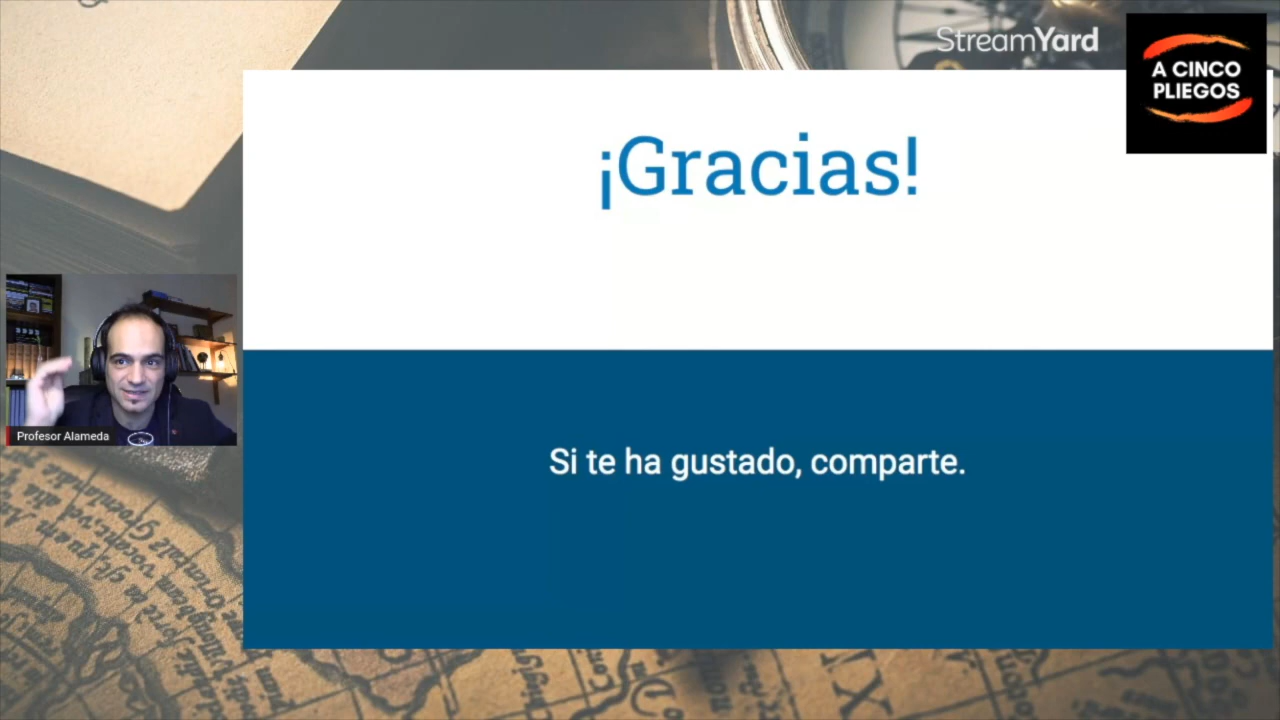 StreamYard
A CINCO
PLIEGOS
¡Gracias!
Profesor Alameda
Si te ha gustado, comparte.